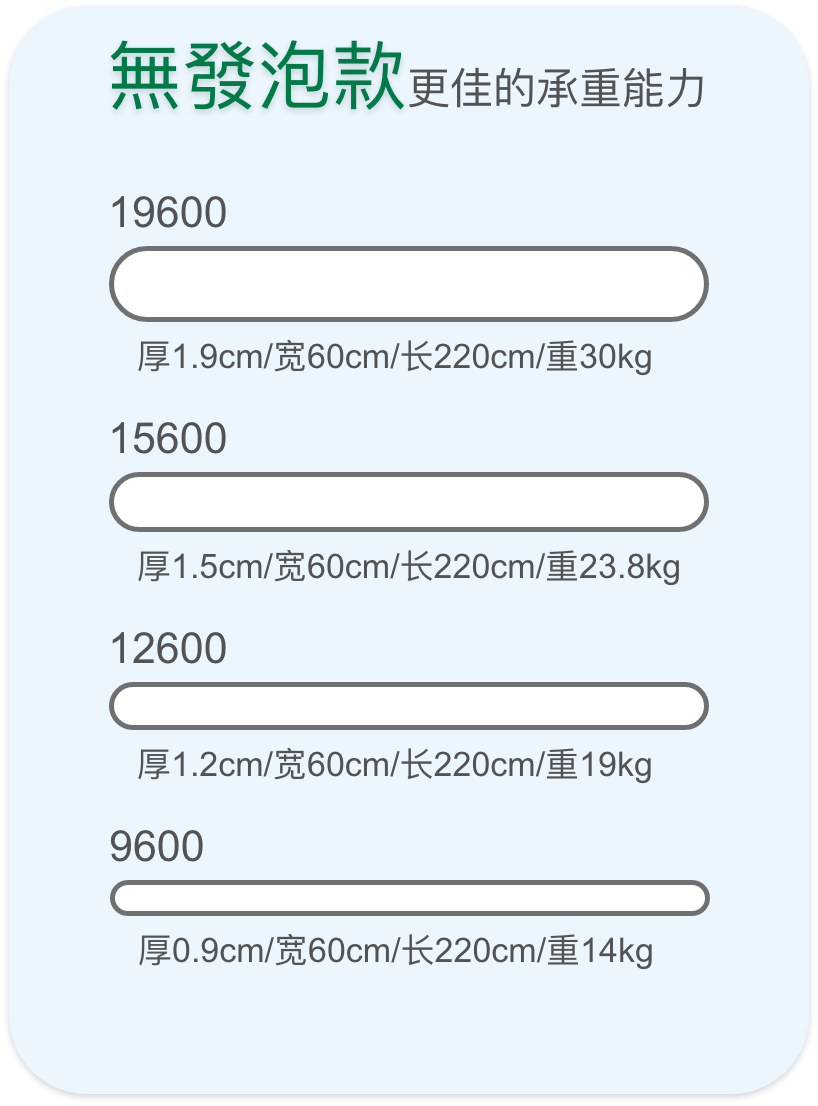 無發泡款更佳的承重能力
19600
厚1.9cm/宽60cm/长220cm/重30kg
15600
厚1.5cm/宽60cm/长220cm/重23.8kg
12600
厚1.2cm/宽60cm/长220cm/重19kg
9600
厚0.9cm/宽60cm/长220cm/重14kg